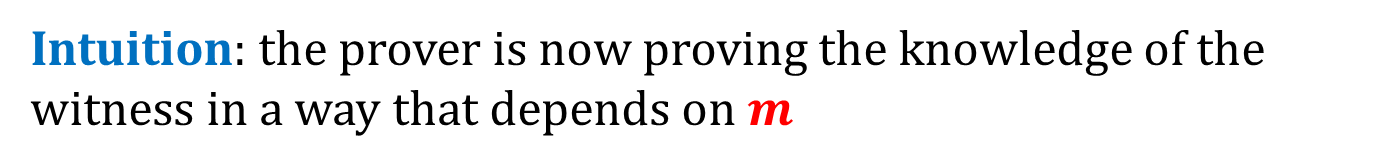 Intuition: the prover is now proving the knowledge of the
witness in a way that depends on m